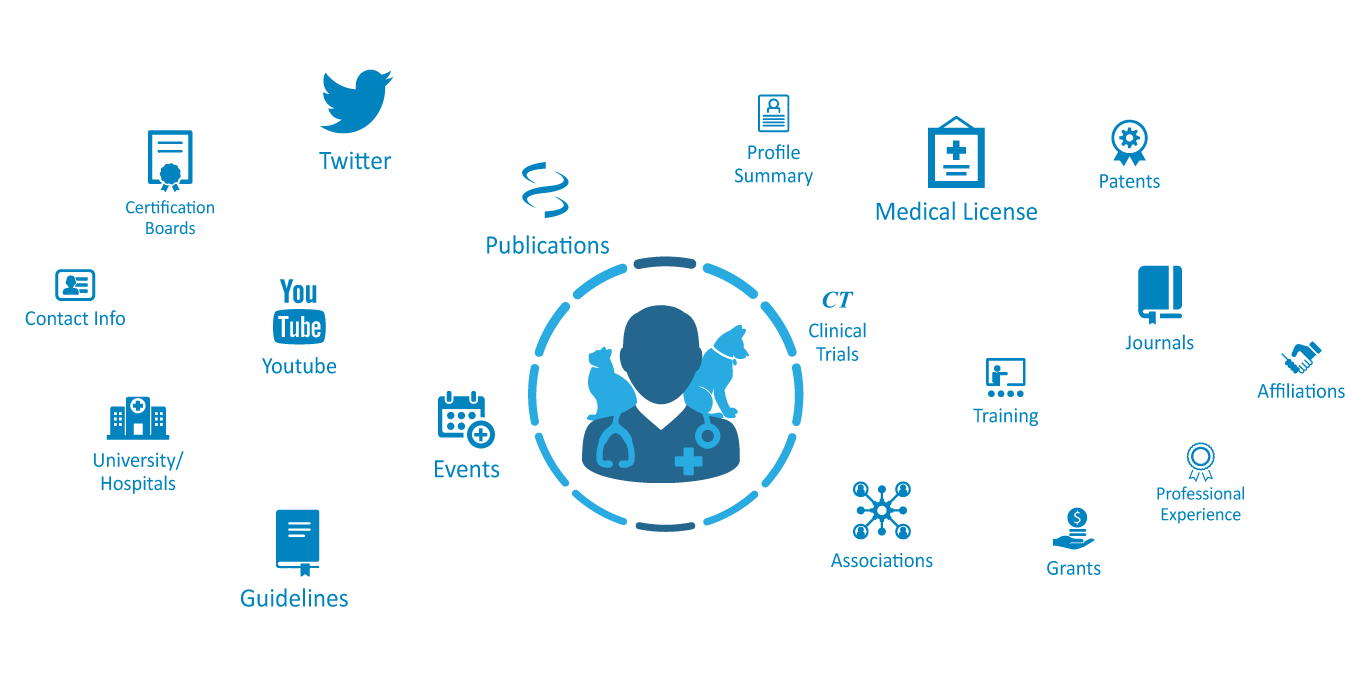 Twitter
Profile
Summary
Medical License
Patents
Certification
Boards
Publications
Contact Info
You
Tube
Youtube
CT
Clinical
Trials
Journals
Affiliations
Training
University/
Hospitals
Events
Professional
Experience
Associations
$
Grants
Guidelines